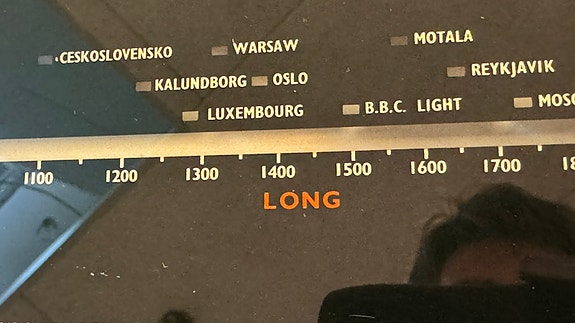 CESKOSLOVENSKO WARSAW MOTALA
KALUNDBORG OSLO REYKJAVIK
LUXEMBOURG B.B.C. LIGHT
1100 1200 1300 1400 1500 1600 1700
LONG